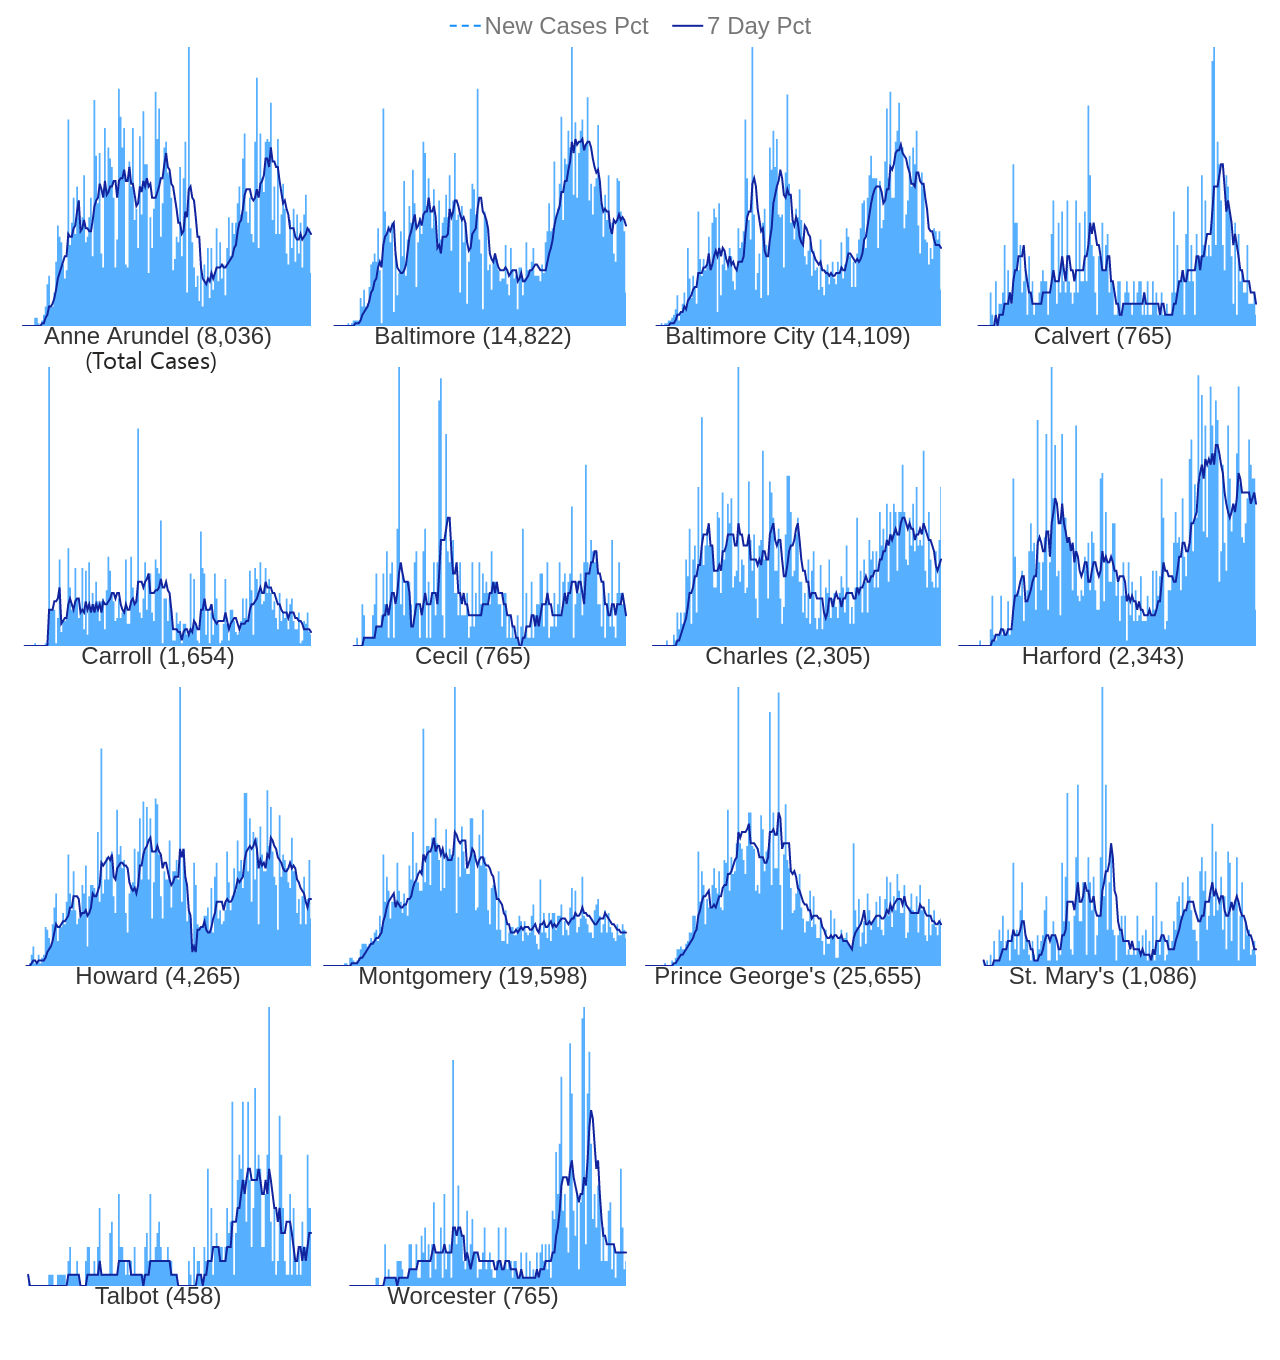 New Cases Pct 7 Day Pct
Anne Arundel (8,036) Baltimore (14,822) Baltimore City (14,109) Calvert (765)
(Total Cases)
Carroll (1,654) Cecil (765) Charles (2,305) Harford (2,343)
Howard (4,265) Montgomery (19,598) Prince George's (25,655) St. Mary's (1,086)
Talbot (458) Worcester (765)